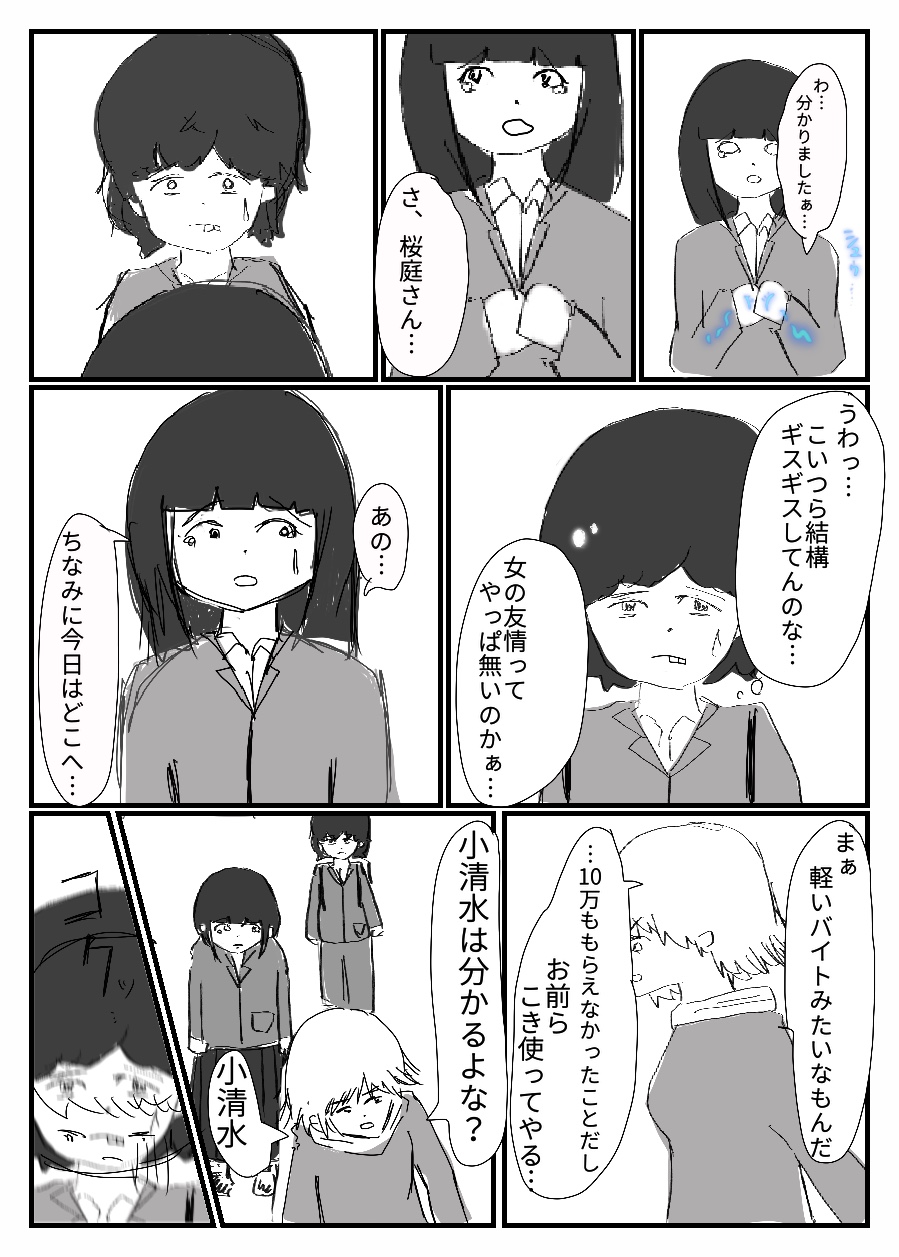 わ…
分かりましたぁ…
さ、桜庭さん…
うわっ…
こいつら結構
ギスギスしてんのな…
女の友情って
やっぱ無いのかぁ…
あの…
ちなみに今日はどこへ…
まぁ
軽いバイトみたいなもんだ
…10万ももらえなかったことだし
お前ら
こき使ってやる…
小清水は分かるよな？
小清水